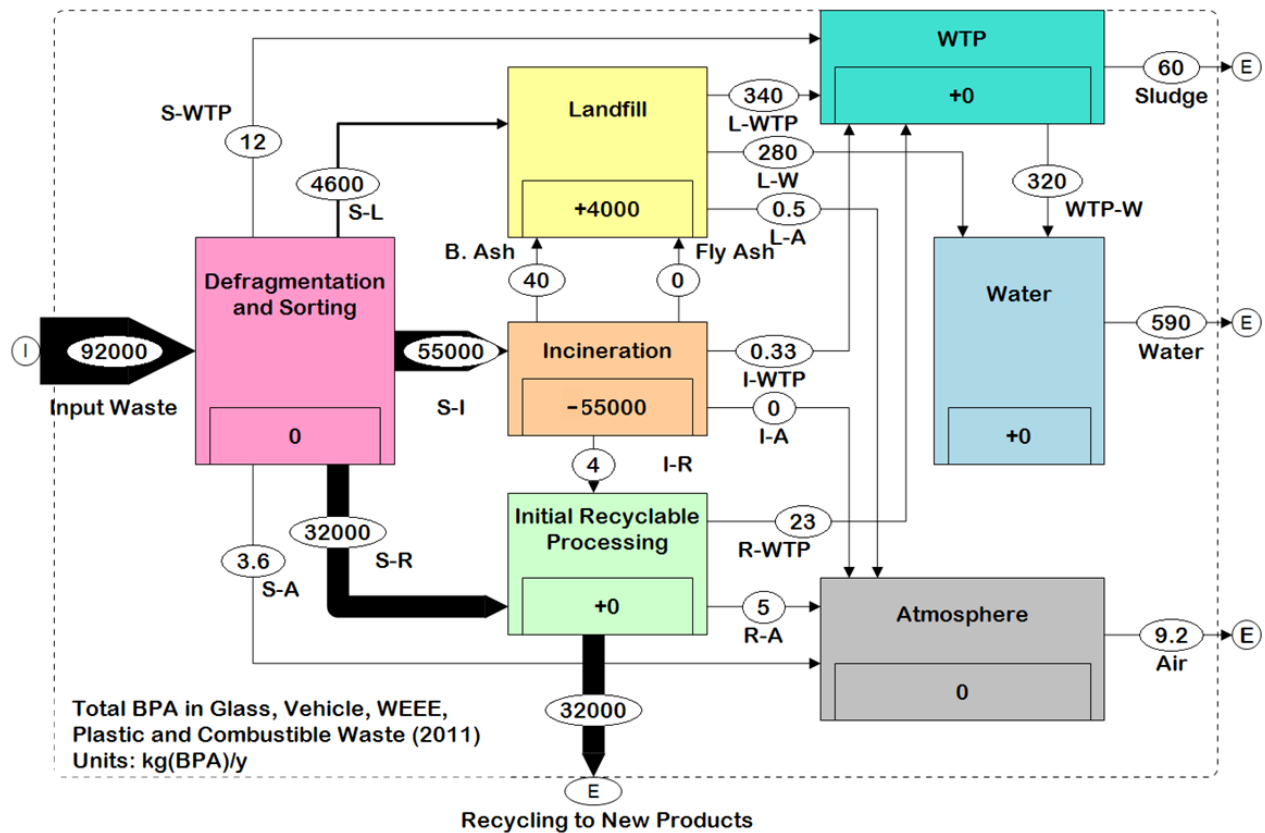 WTP
+0
60
Sludge
E
S-WTP
12
Landfill
+4000
340
L-WTP
280
L-W
0.5
L-A
320
WTP-W
4600
S-L
B. Ash
40
Fly Ash
0
Defragmentation
and Sorting
0
I
92000
Input Waste
55000
S-I
Incineration
−55000
0.33
I-WTP
0
I-A
Water
+0
590
Water
E
4
I-R
32000
S-R
3.6
S-A
Initial Recyclable
Processing
+0
23
R-WTP
5
R-A
Atmosphere
0
9.2
Air
E
32000
E
Recycling to New Products
Total BPA in Glass, Vehicle, WEEE,
Plastic and Combustible Waste (2011)
Units: kg(BPA)/y